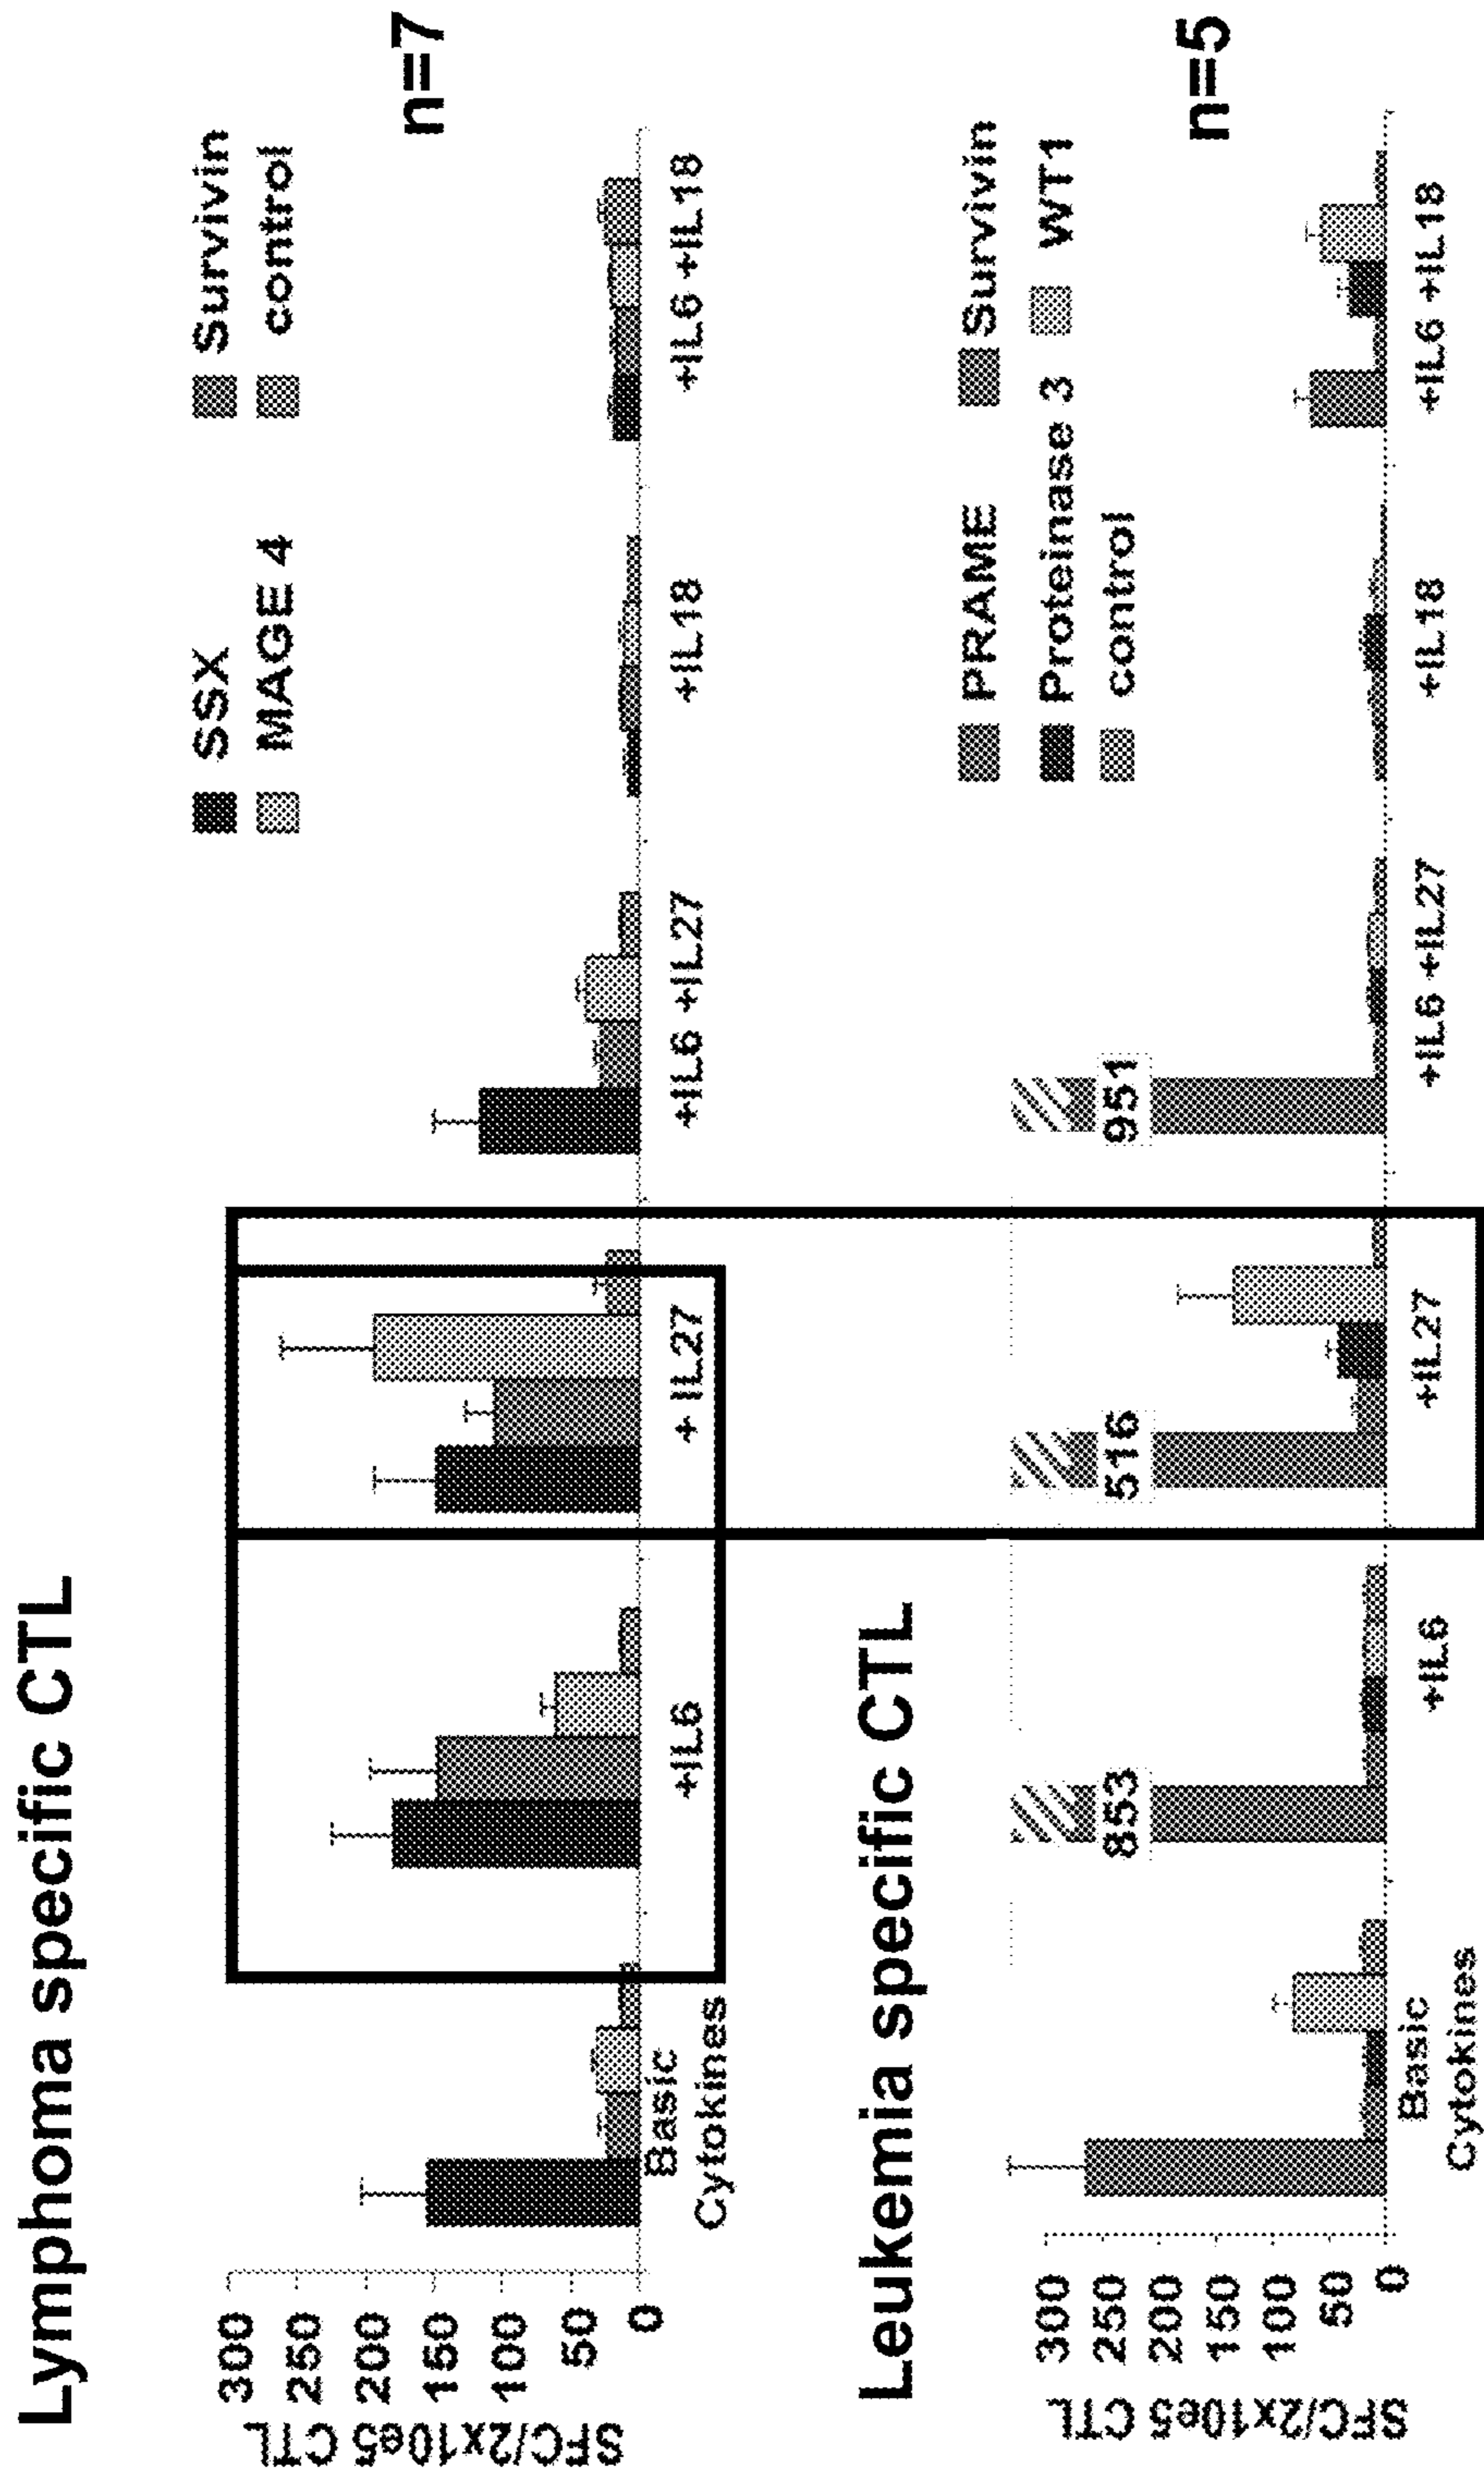 Lymphoma specific CTL
SSX Survivin
MAGE 4 control
n=7
SFC/2x10e5 CTL
300
250
200
150
100
50
0
Basic
Cytokines
+IL6
+ IL27
+IL6 +IL27
+IL18
+IL6 +IL18
Leukemia specific CTL
PRAME Survivin
Proteinase 3 WT1
control
n=5
SFC/2x10e5 CTL
300
250
200
150
100
50
0
853
516
951
Basic
Cytokines
+IL6
+IL27
+IL6 +IL27
+IL18
+IL6 +IL18